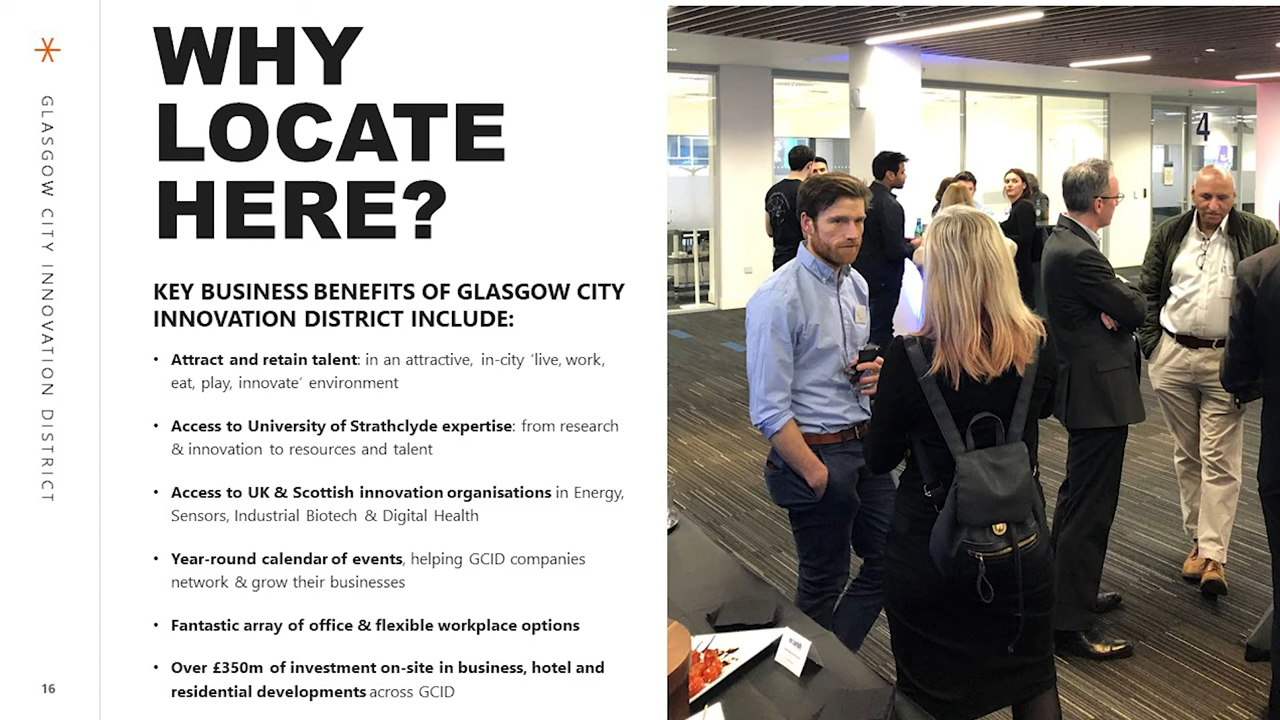 GLASGOW CITY INNOVATION DISTRICT
WHY
LOCATE
HERE?
KEY BUSINESS BENEFITS OF GLASGOW CITY
INNOVATION DISTRICT INCLUDE:
• Attract and retain talent: in an attractive, in-city ‘live, work,
eat, play, innovate’ environment
• Access to University of Strathclyde expertise: from research
& innovation to resources and talent
• Access to UK & Scottish innovation organisations in Energy,
Sensors, Industrial Biotech & Digital Health
• Year-round calendar of events, helping GCID companies
network & grow their businesses
• Fantastic array of office & flexible workplace options
• Over £350m of investment on-site in business, hotel and
residential developments across GCID
16
4